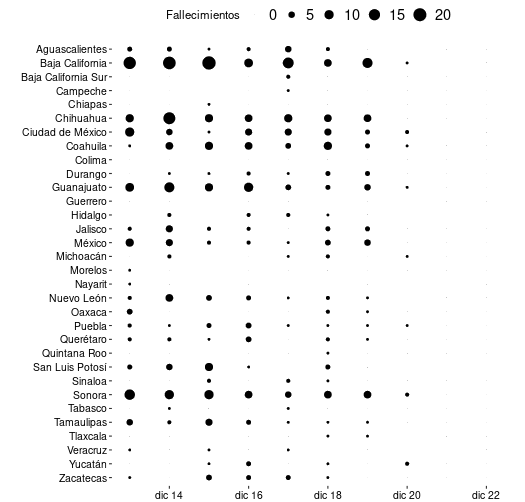 Fallecimientos 0 5 10 15 20
Aguascalientes
Baja California
Baja California Sur
Campeche
Chiapas
Chihuahua
Ciudad de México
Coahuila
Colima
Durango
Guanajuato
Guerrero
Hidalgo
Jalisco
México
Michoacán
Morelos
Nayarit
Nuevo León
Oaxaca
Puebla
Querétaro
Quintana Roo
San Luis Potosí
Sinaloa
Sonora
Tabasco
Tamaulipas
Tlaxcala
Veracruz
Yucatán
Zacatecas
dic 14 dic 16 dic 18 dic 20 dic 22